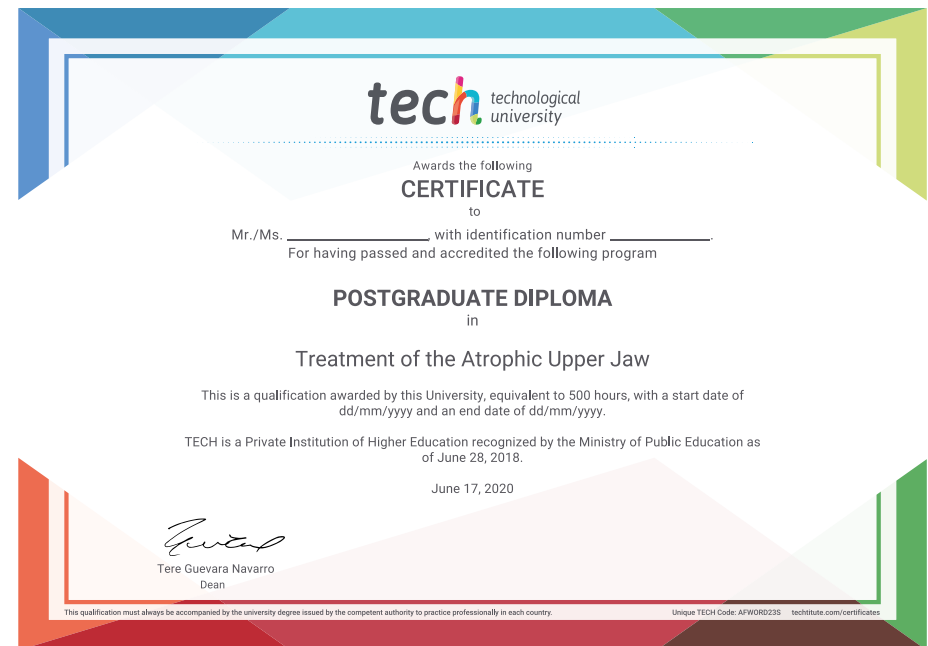 tech technological
university
Awards the following
CERTIFICATE
to
Mr./Ms. ____________________, with identification number ______________.
For having passed and accredited the following program
POSTGRADUATE DIPLOMA
in
Treatment of the Atrophic Upper Jaw
This is a qualification awarded by this University, equivalent to 500 hours, with a start date of
dd/mm/yyyy and an end date of dd/mm/yyyy.
TECH is a Private Institution of Higher Education recognized by the Ministry of Public Education as
of June 28, 2018.
June 17, 2020
Tere Guevara Navarro
Dean
This qualification must always be accompanied by the university degree issued by the competent authority to practice professionally in each country. Unique TECH Code: AFWORD23S techtitute.com/certificates